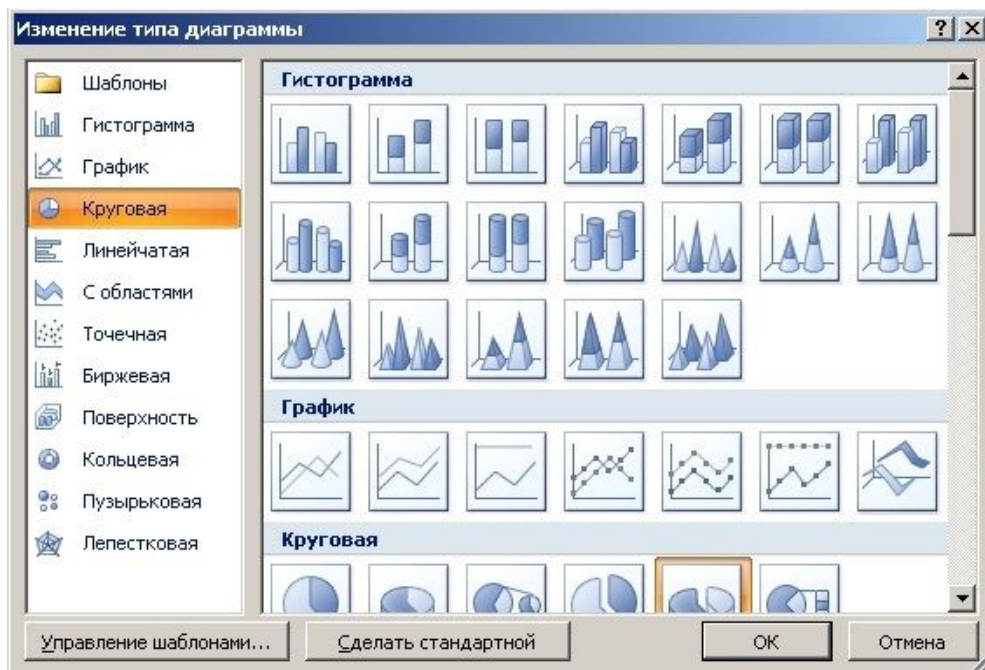 Изменение типа диаграммы
Шаблоны
Гистограмма
График
Круговая
Линейчатая
С областями
Точечная
Биржевая
Поверхность
Кольцевая
Пузырьковая
Лепестковая
Гистограмма
График
Круговая
Управление шаблонами...
Сделать стандартной
ОК
Отмена